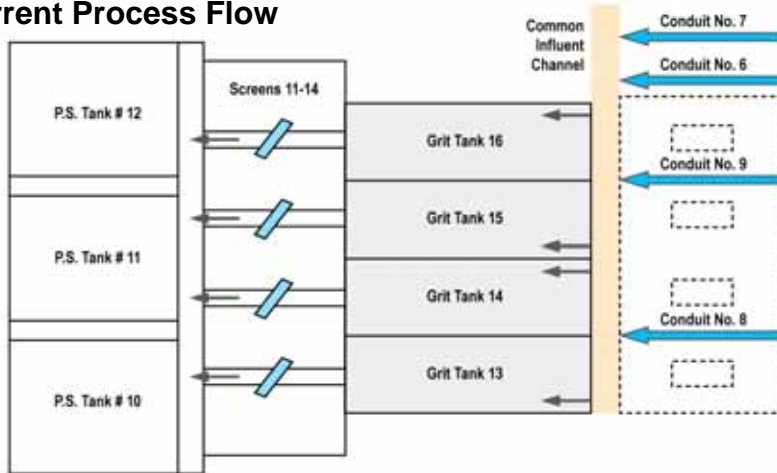 rrent Process Flow
Common
Influent
Channel
Conduit No. 7
Conduit No. 6
Screens 11-14
P.S. Tank # 12
Grit Tank 16
Conduit No. 9
Grit Tank 15
P.S. Tank # 11
Grit Tank 14
Conduit No. 8
Grit Tank 13
P.S. Tank # 10